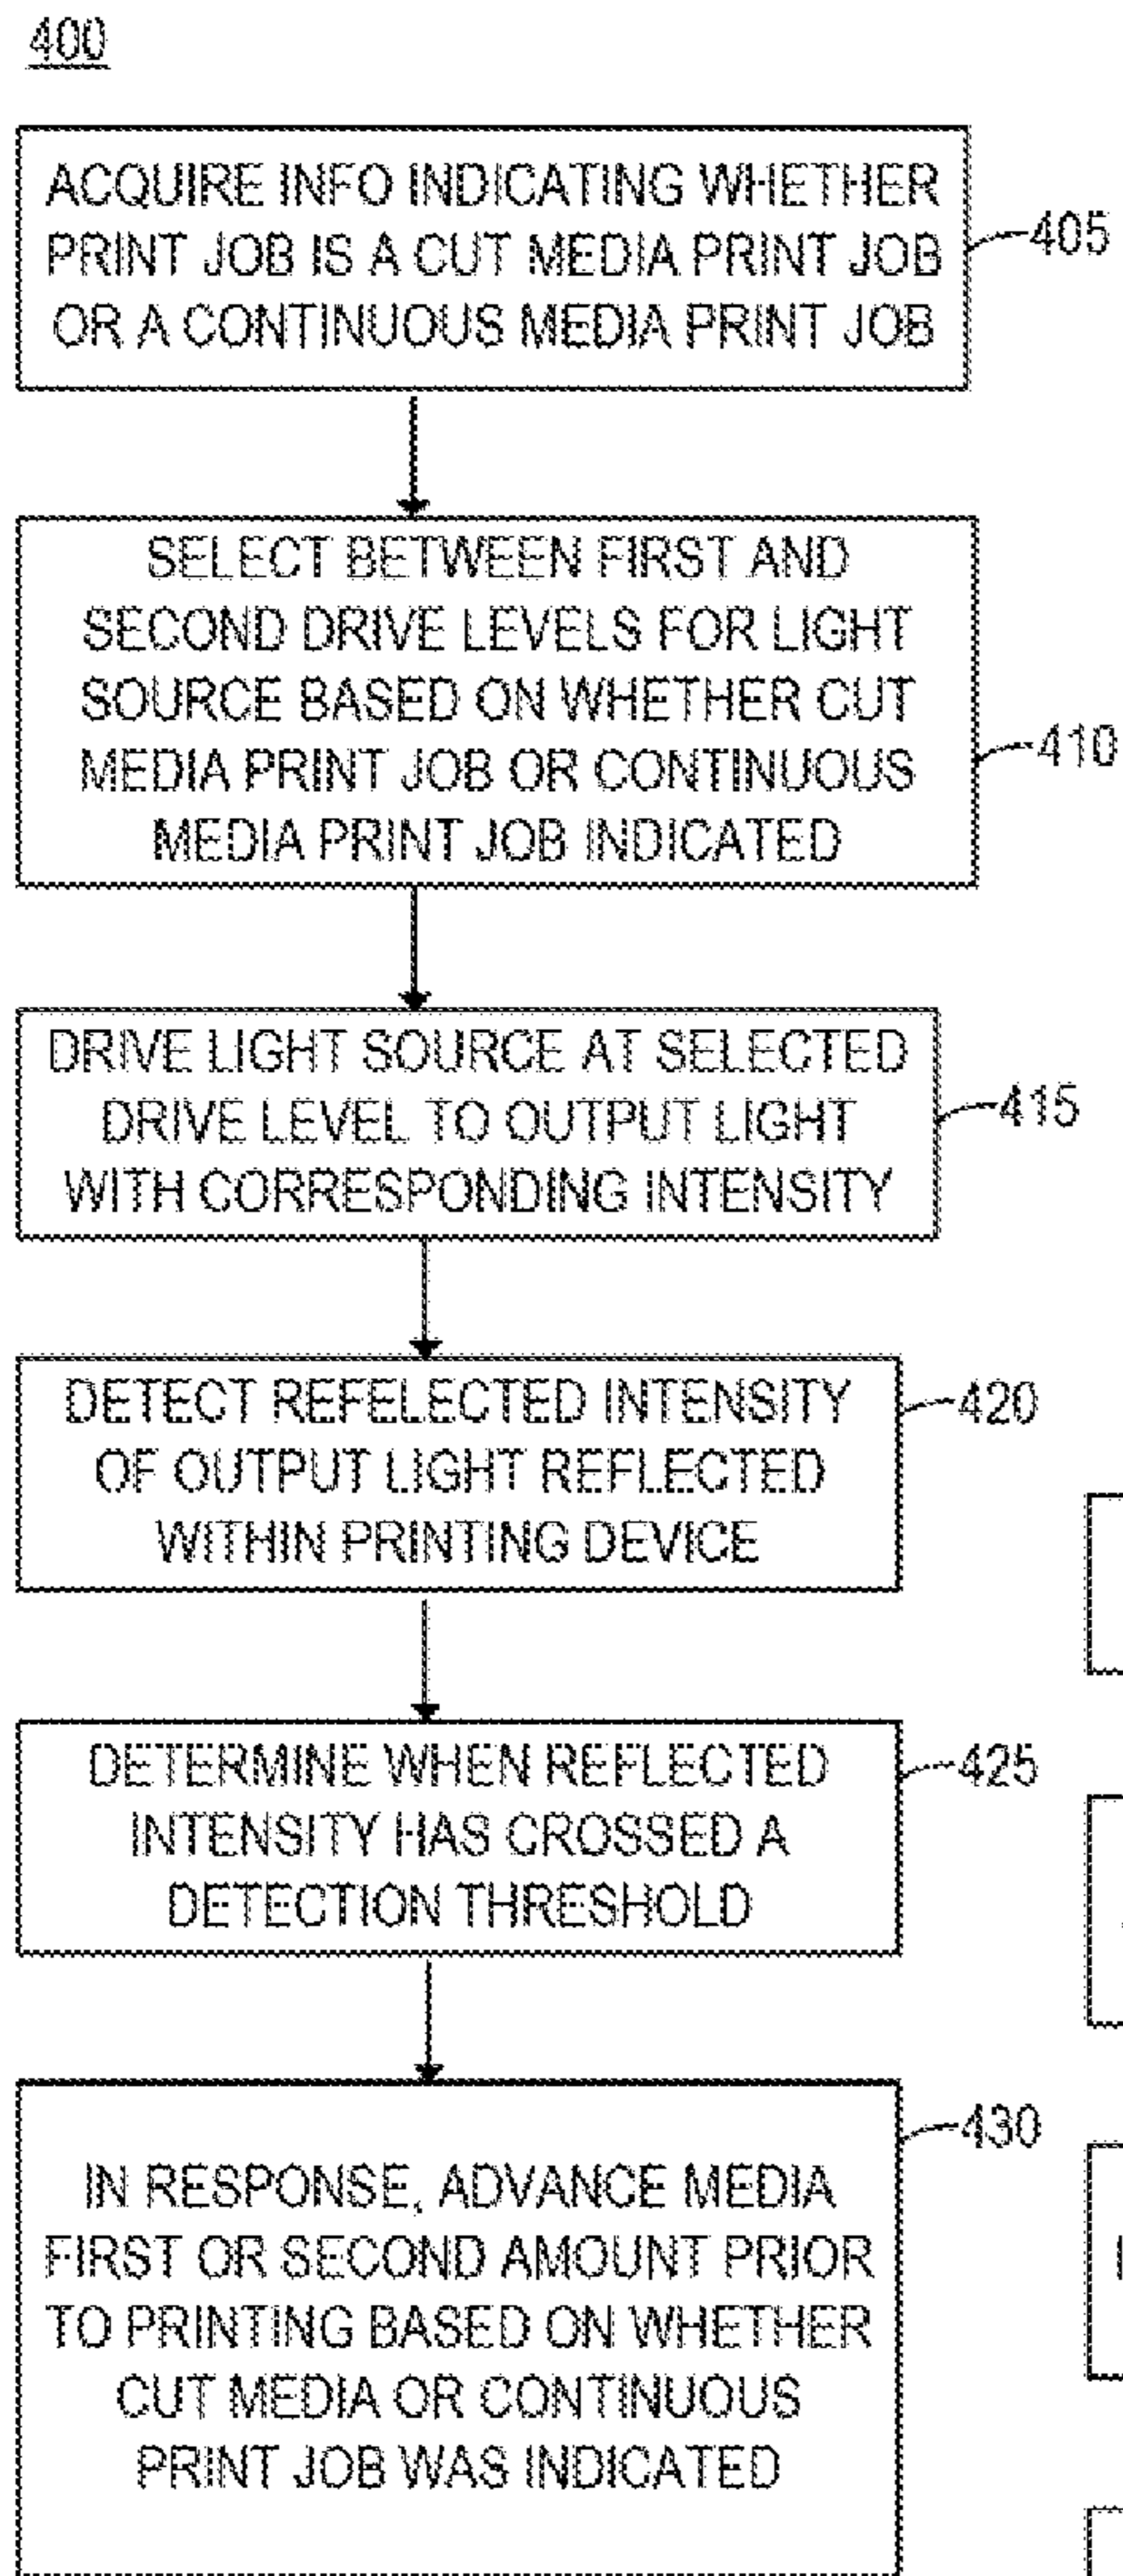 400
ACQUIRE INFO INDICATING WHETHER
PRINT JOB IS A CUT MEDIA PRINT JOB
OR A CONTINUOUS MEDIA PRINT JOB
405
SELECT BETWEEN FIRST AND
SECOND DRIVE LEVELS FOR LIGHT
SOURCE BASED ON WHETHER CUT
MEDIA PRINT JOB OR CONTINUOUS
MEDIA PRINT JOB INDICATED
410
DRIVE LIGHT SOURCE AT SELECTED
DRIVE LEVEL TO OUTPUT LIGHT
WITH CORRESPONDING INTENSITY
415
DETECT REFELECTED INTENSITY
OF OUTPUT LIGHT REFLECTED
WITHIN PRINTING DEVICE
420
DETERMINE WHEN REFLECTED
INTENSITY HAS CROSSED A
DETECTION THRESHOLD
425
IN RESPONSE, ADVANCE MEDIA
FIRST OR SECOND AMOUNT PRIOR
TO PRINTING BASED ON WHETHER
CUT MEDIA OR CONTINUOUS
PRINT JOB WAS INDICATED
430